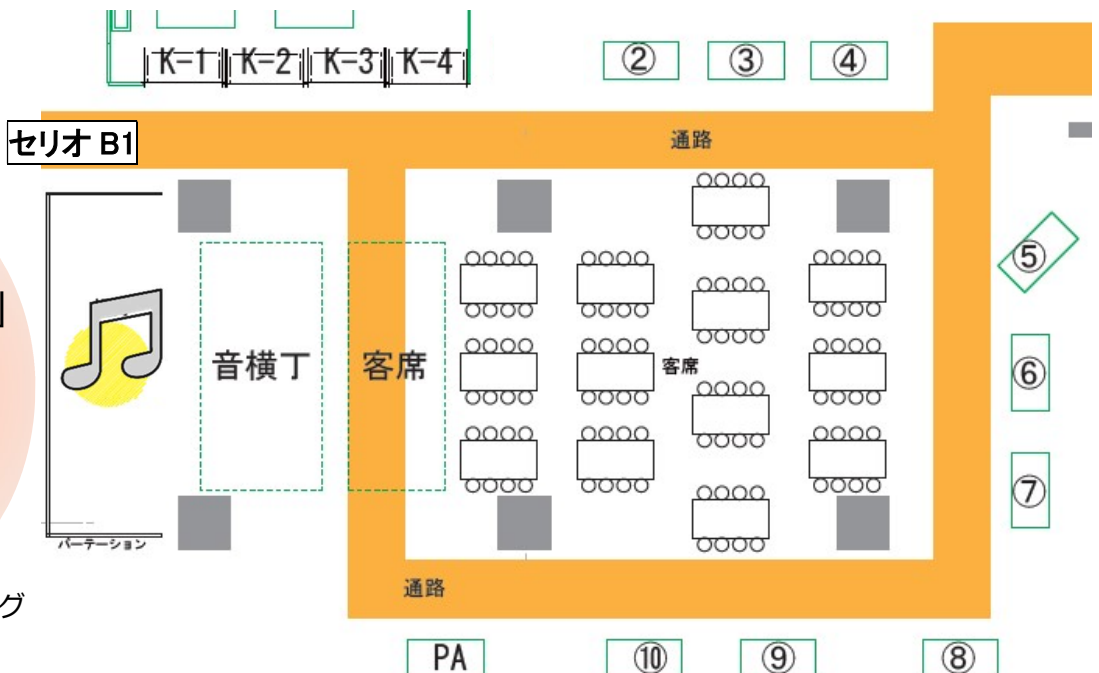 K-1 K-2 K-3 K-4
② ③ ④
セリオ B1
通路
⑤
音横丁
客席
客席
⑥
⑦
パーテーション
通路
グ
PA
⑩
⑨
⑧